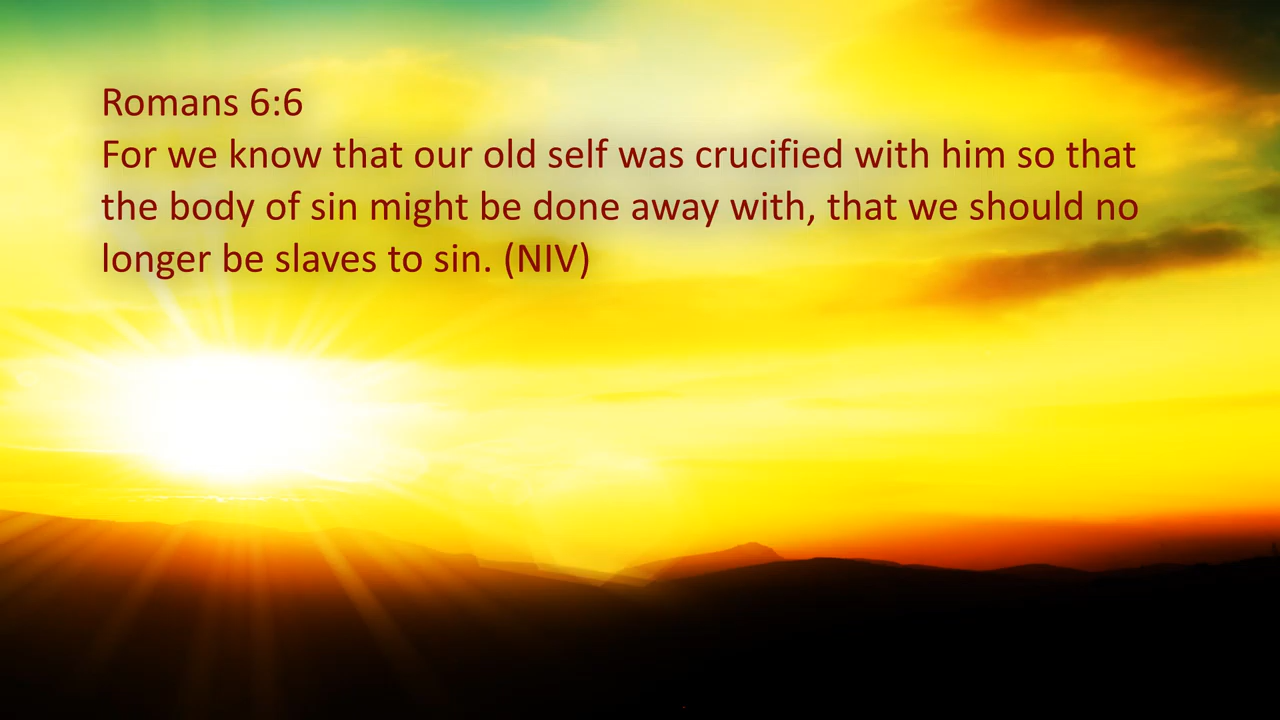 Romans 6:6
For we know that our old self was crucified with him so that
the body of sin might be done away with, that we should no
longer be slaves to sin. (NIV)